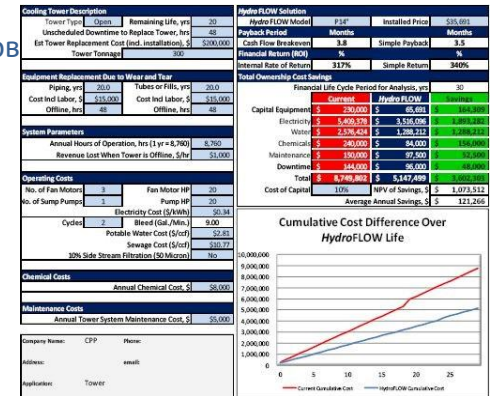 OB
Cooling Tower Description
Tower Type Open Remaining Life, yrs 20
Unscheduled Downtime to Replace Tower, hrs 48
Est Tower Replacement Cost (incl. installation), $ $200,000
Tower Tonnage 300
Equipment Replacement Due to Wear and Tear
Piping, yrs 20.0 Tubes or Fills, yrs 20.0
Cost Ind Labor, $ $15,000 Cost Ind Labor, $ $15,000
Offline, hrs 48 Offline, hrs 48
System Parameters
Annual Hours of Operation, hrs (1 yr = 8,760) 8,760
Revenue Lost When Tower is Offline, $/hr $1,000
Operating Costs
No. of Fan Motors 3 Fan Motor HP 20
No. of Sump Pumps 1 Pump HP 20
Electricity Cost ($/kWh) $0.34
Cycles 2 Bleed (Gal./Min.) 9.00
Potable Water Cost ($/ccf) $2.81
Sewage Cost ($/ccf) $10.77
10% Side Stream Filtration (50 Micron) No
Chemical Costs
Annual Chemical Cost, $ $8,000
Maintenance Costs
Annual Tower System Maintenance Cost, $ $5,000
Company Name: CPP Phone:
Address: email:
Application: Tower
HydroFLOW Solution
HydroFLOW Model P14" Installed Price $35,691
Payback Period Months Months
Cash Flow Breakeven 3.8 Simple Payback 3.5
Financial Return (ROI) % %
Internal Rate of Return 317% Simple Return 340%
Total Ownership Cost Savings
Financial Life Cycle Period for Analysis, yrs 30
Current HydroFLOW Savings
Capital Equipment $ 230,000 $ 65,691 $ 164,309
Electricity $ 5,409,378 $ 3,516,096 $ 1,893,282
Water $ 2,576,424 $ 1,288,212 $ 1,288,212
Chemicals $ 240,000 $ 84,000 $ 156,000
Maintenance $ 150,000 $ 97,500 $ 52,500
Downtime $ 144,000 $ 96,000 $ 48,000
Total $ 8,749,802 $ 5,147,499 $ 3,602,303
Cost of Capital 10% NPV of Savings, $ $ 1,073,512
Average Annual Savings, $ $ 121,266
Cumulative Cost Difference Over
HydroFLOW Life
10,000,000
9,000,000
8,000,000
7,000,000
6,000,000
5,000,000
4,000,000
3,000,000
2,000,000
1,000,000
0 5 10 15 20 25
Current Cumulative Cost HydroFLOW Cumulative Cost